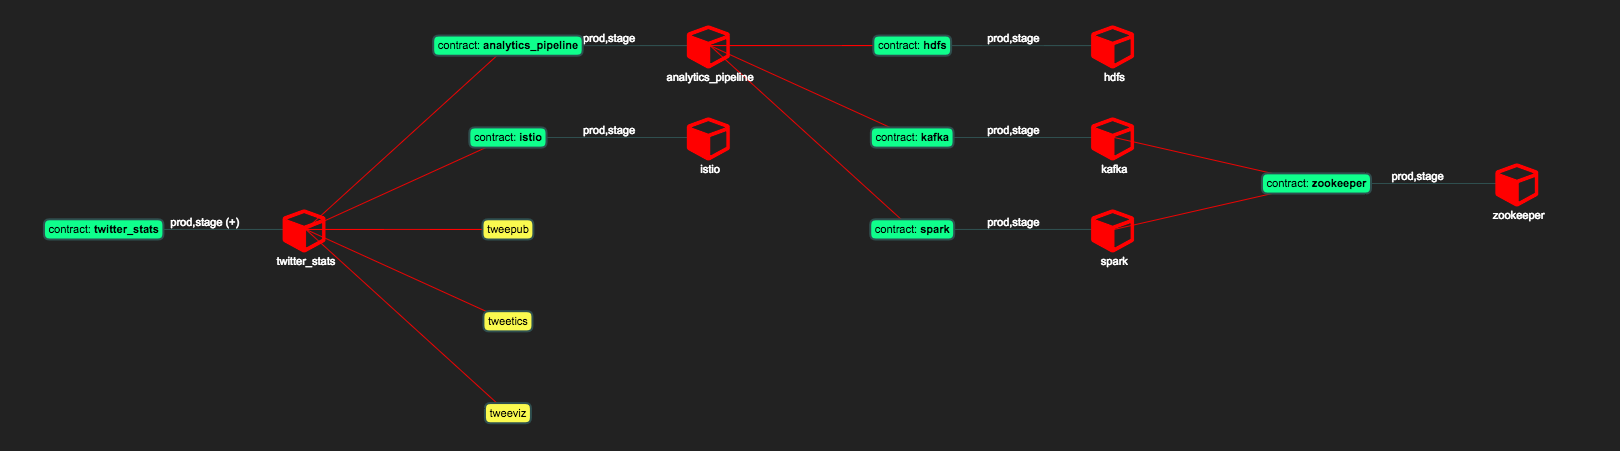 contract: analytics_pipeline
prod,stage
analytics_pipeline
contract: hdfs
prod,stage
hdfs
contract: istio
prod,stage
istio
contract: kafka
prod,stage
kafka
contract: zookeeper
prod,stage
zookeeper
contract: twitter_stats
prod,stage (+)
twitter_stats
tweepub
contract: spark
prod,stage
spark
tweetics
tweeviz